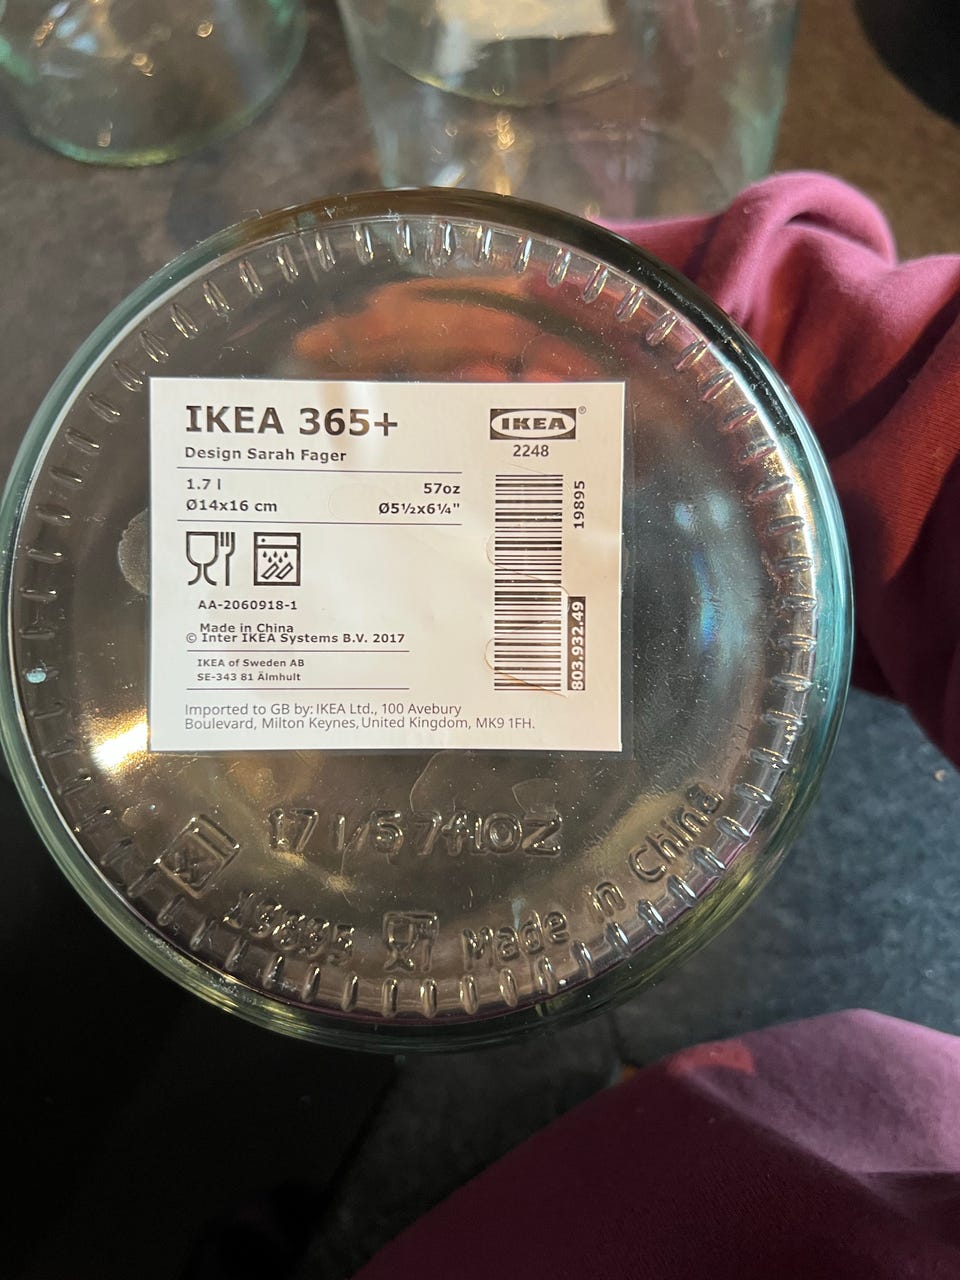 IKEA 365+
Design Sarah Fager
1.7 l 57oz
Ø14x16 cm Ø5½x6¼"
AA-2060918-1
Made in China
© Inter IKEA Systems B.V. 2017
IKEA of Sweden AB
SE-343 81 Älmhult
Imported to GB by: IKEA Ltd., 100 Avebury
Boulevard, Milton Keynes, United Kingdom, MK9 1FH.
IKEA®
2248
19895
803.932.49
1.7 l/57floz
19895 Made in China